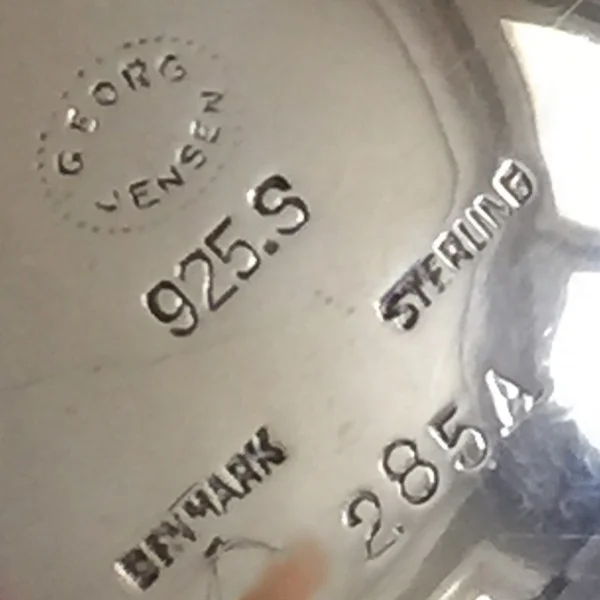 GEORG
JENSEN
925.S
STERLING
DENMARK
285A